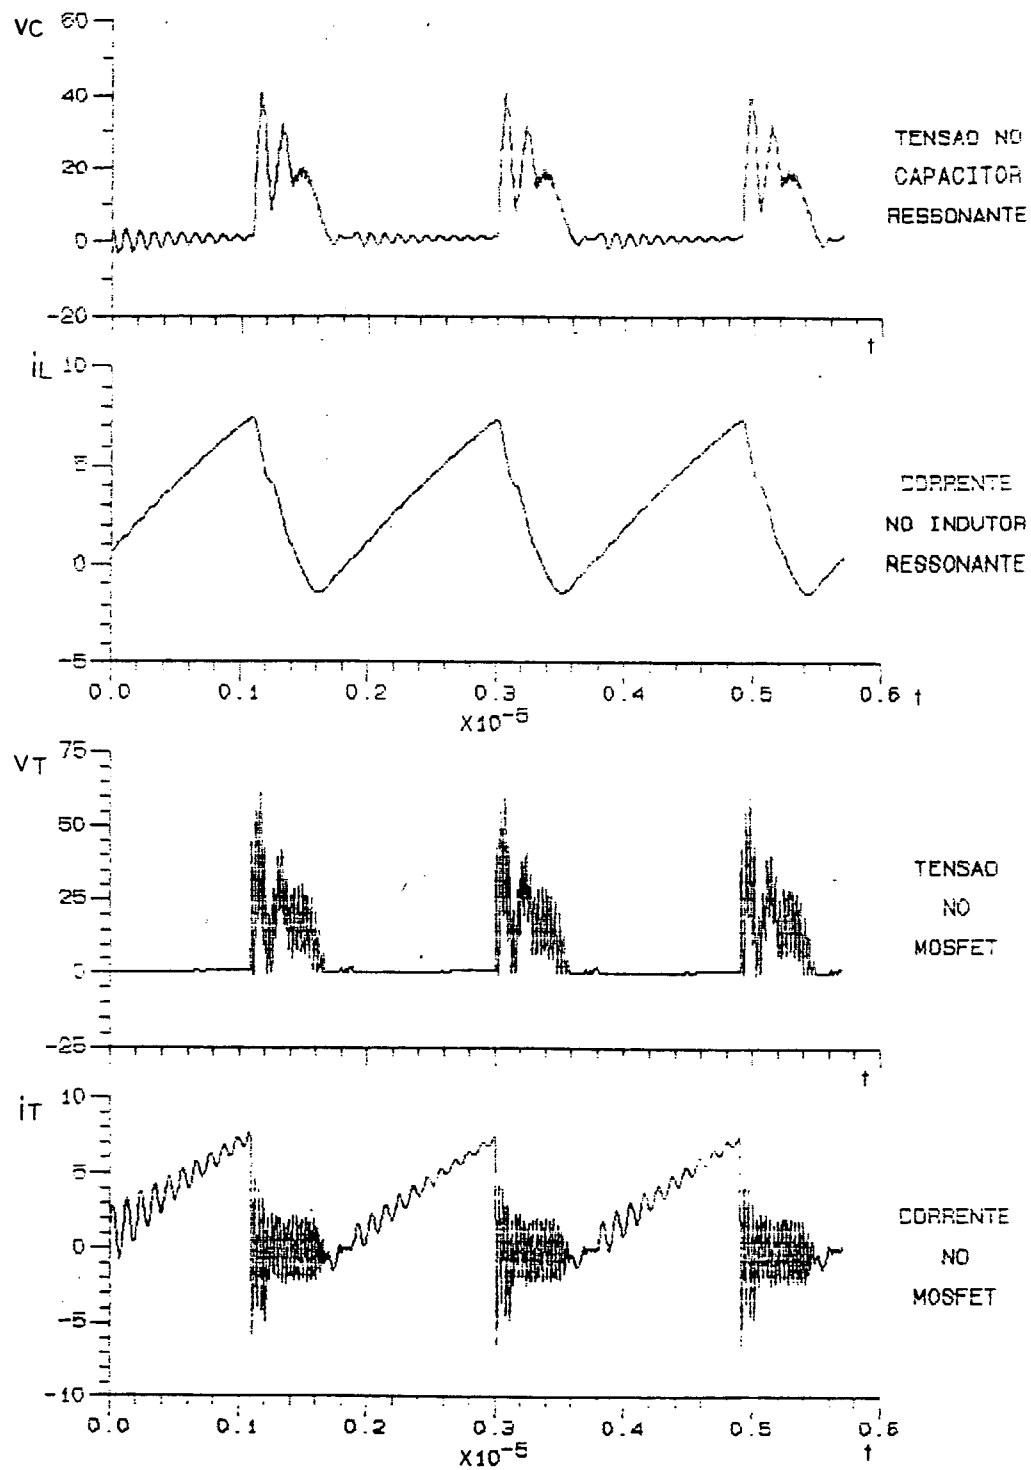 VC
60
40
20
0
-20
t
TENSAO NO
CAPACITOR
RESSONANTE
iL
10
5
0
-5
0.0 0.1 0.2 0.3 0.4 0.5 0.6 t
X10-5
CORRENTE
NO INDUTOR
RESSONANTE
VT
75
50
25
0
-25
t
TENSAO
NO
MOSFET
iT
10
5
0
-5
-10
0.0 0.1 0.2 0.3 0.4 0.5 0.6
X10-5
t
CORRENTE
NO
MOSFET